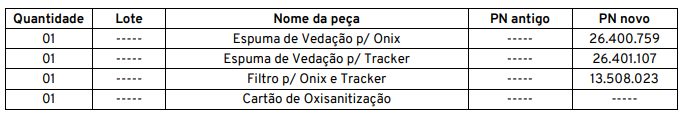 Quantidade Lote Nome da peça PN antigo PN novo
01 ----- Espuma de Vedação p/ Onix ----- 26.400.759
01 ----- Espuma de Vedação p/ Tracker ----- 26.401.107
01 ----- Filtro p/ Onix e Tracker ----- 13.508.023
01 ----- Cartão de Oxisanitização ----- -----